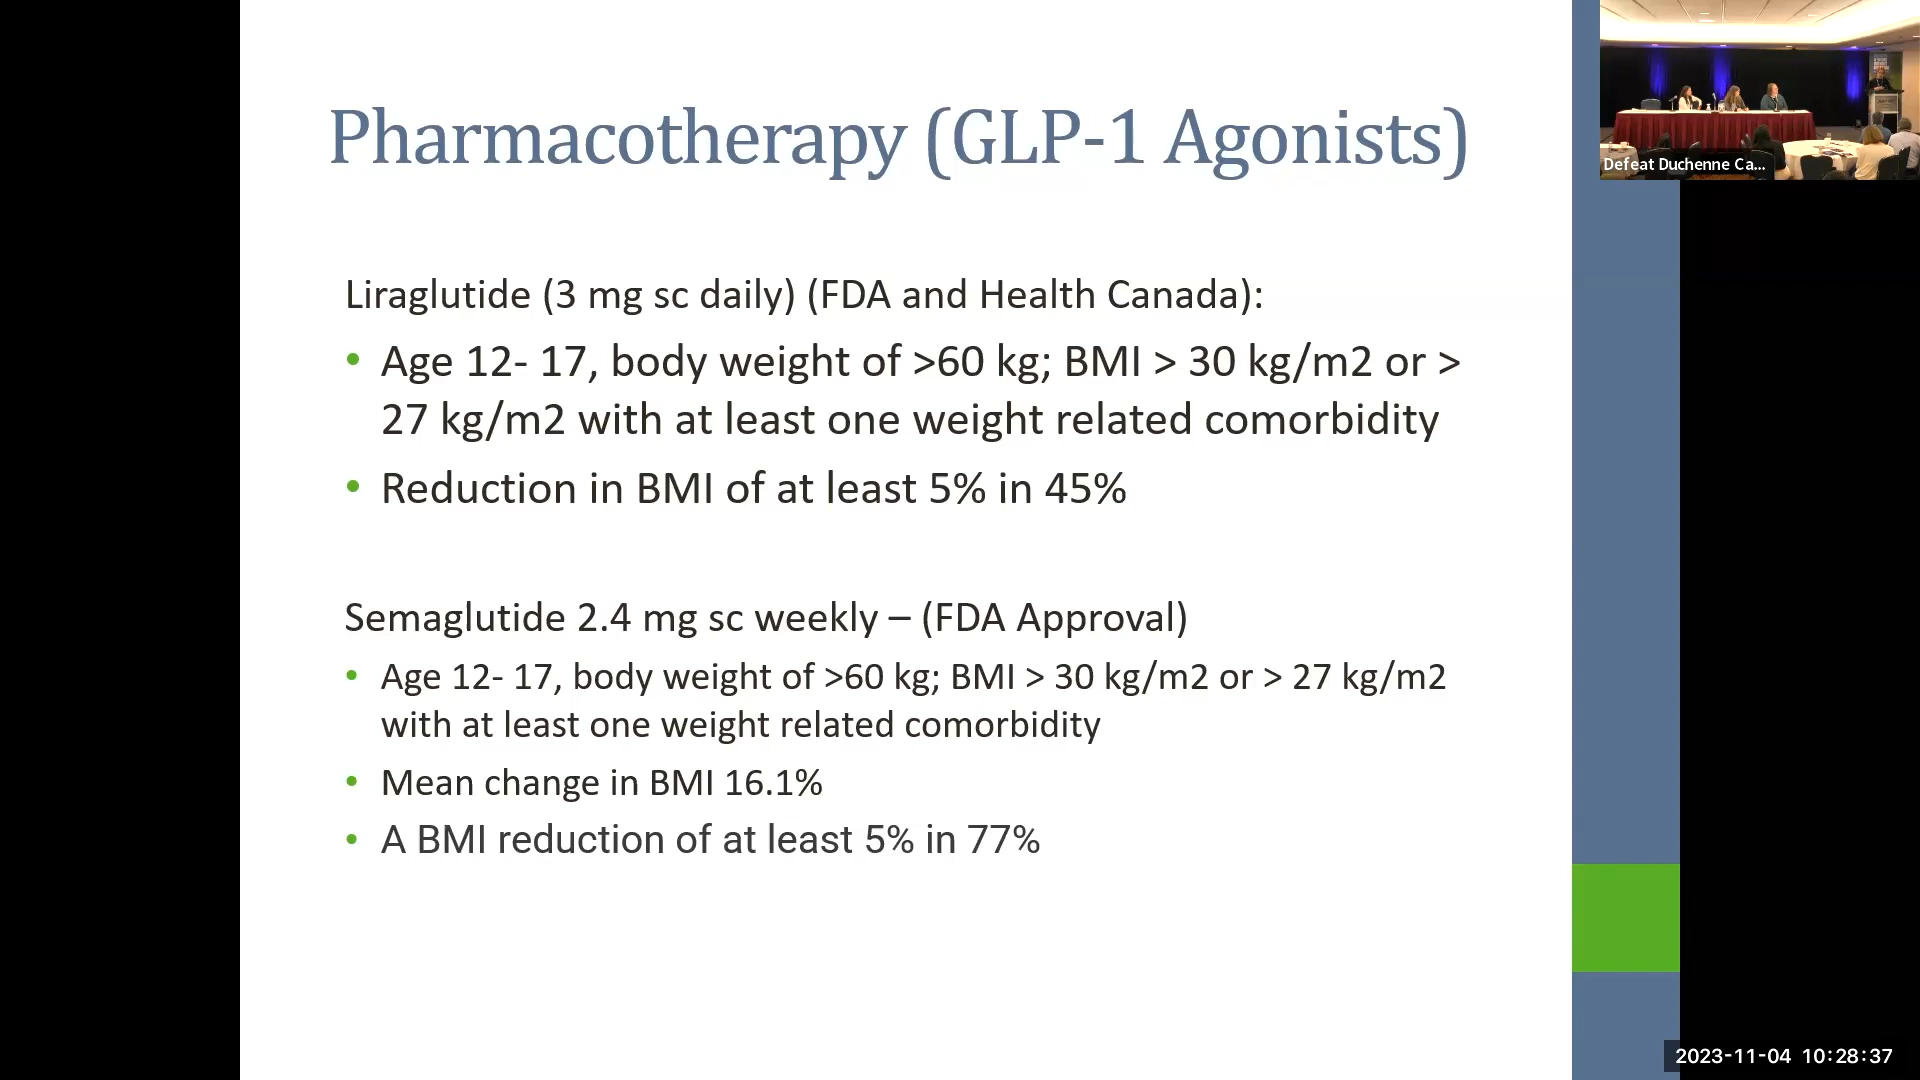 Pharmacotherapy (GLP-1 Agonists)
Liraglutide (3 mg sc daily) (FDA and Health Canada):
• Age 12- 17, body weight of >60 kg; BMI > 30 kg/m2 or >
27 kg/m2 with at least one weight related comorbidity
• Reduction in BMI of at least 5% in 45%
Semaglutide 2.4 mg sc weekly – (FDA Approval)
• Age 12- 17, body weight of >60 kg; BMI > 30 kg/m2 or > 27 kg/m2
with at least one weight related comorbidity
• Mean change in BMI 16.1%
• A BMI reduction of at least 5% in 77%
Defeat Duchenne Ca...
2023-11-04 10:28:37